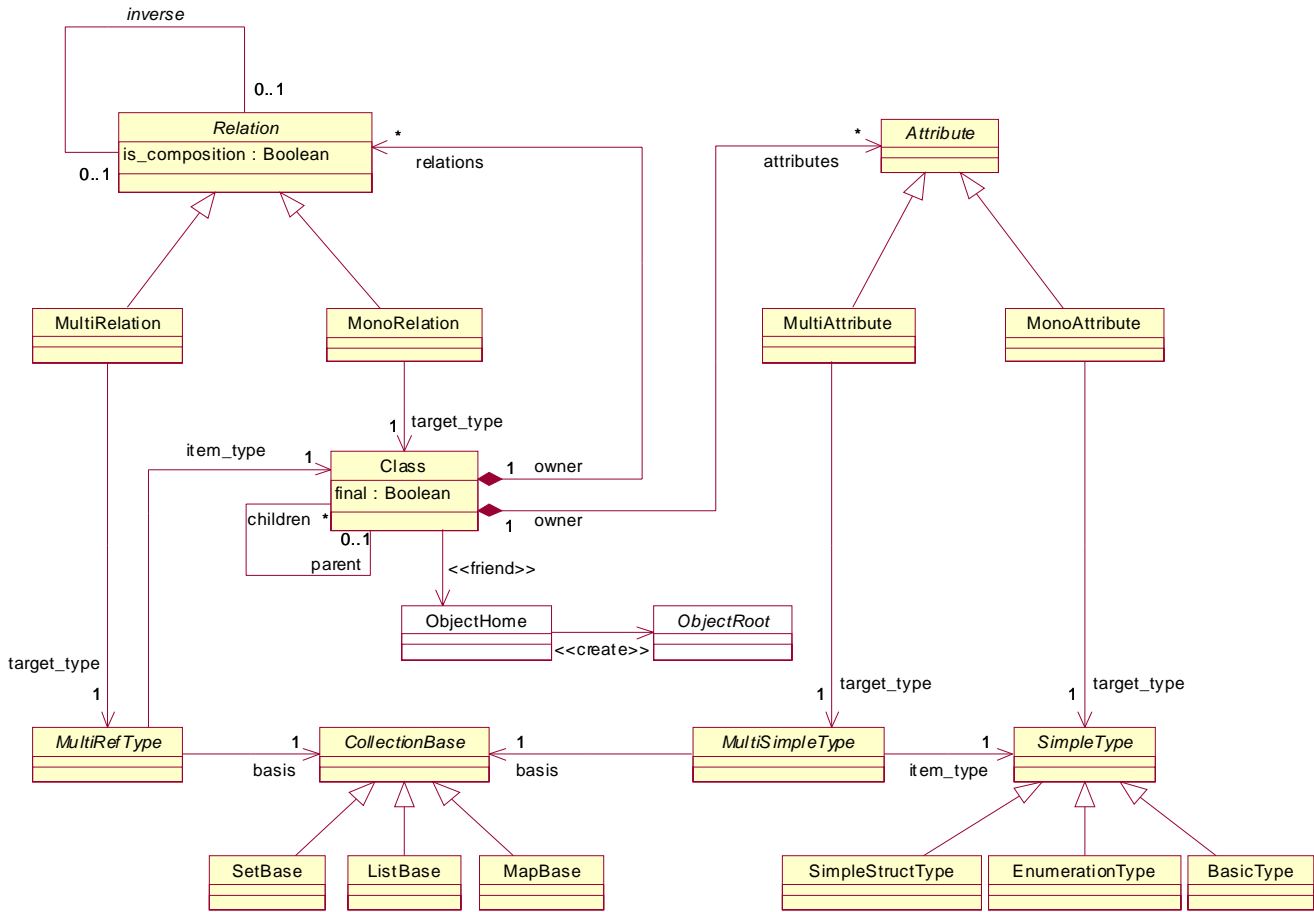 inverse
0..1
Relation
is_composition : Boolean
0..1
*
relations
*
attributes
Attribute
MultiRelation
MonoRelation
MultiAttribute
MonoAttribute
1
target_type
item_type
1
Class
final : Boolean
1
owner
1
owner
children
*
0..1
parent
<<friend>>
ObjectHome
<<create>>
ObjectRoot
target_type
1
1
target_type
1
target_type
MultiRefType
1
basis
CollectionBase
1
basis
MultiSimpleType
1
item_type
SimpleType
SetBase
ListBase
MapBase
SimpleStructType
EnumerationType
BasicType